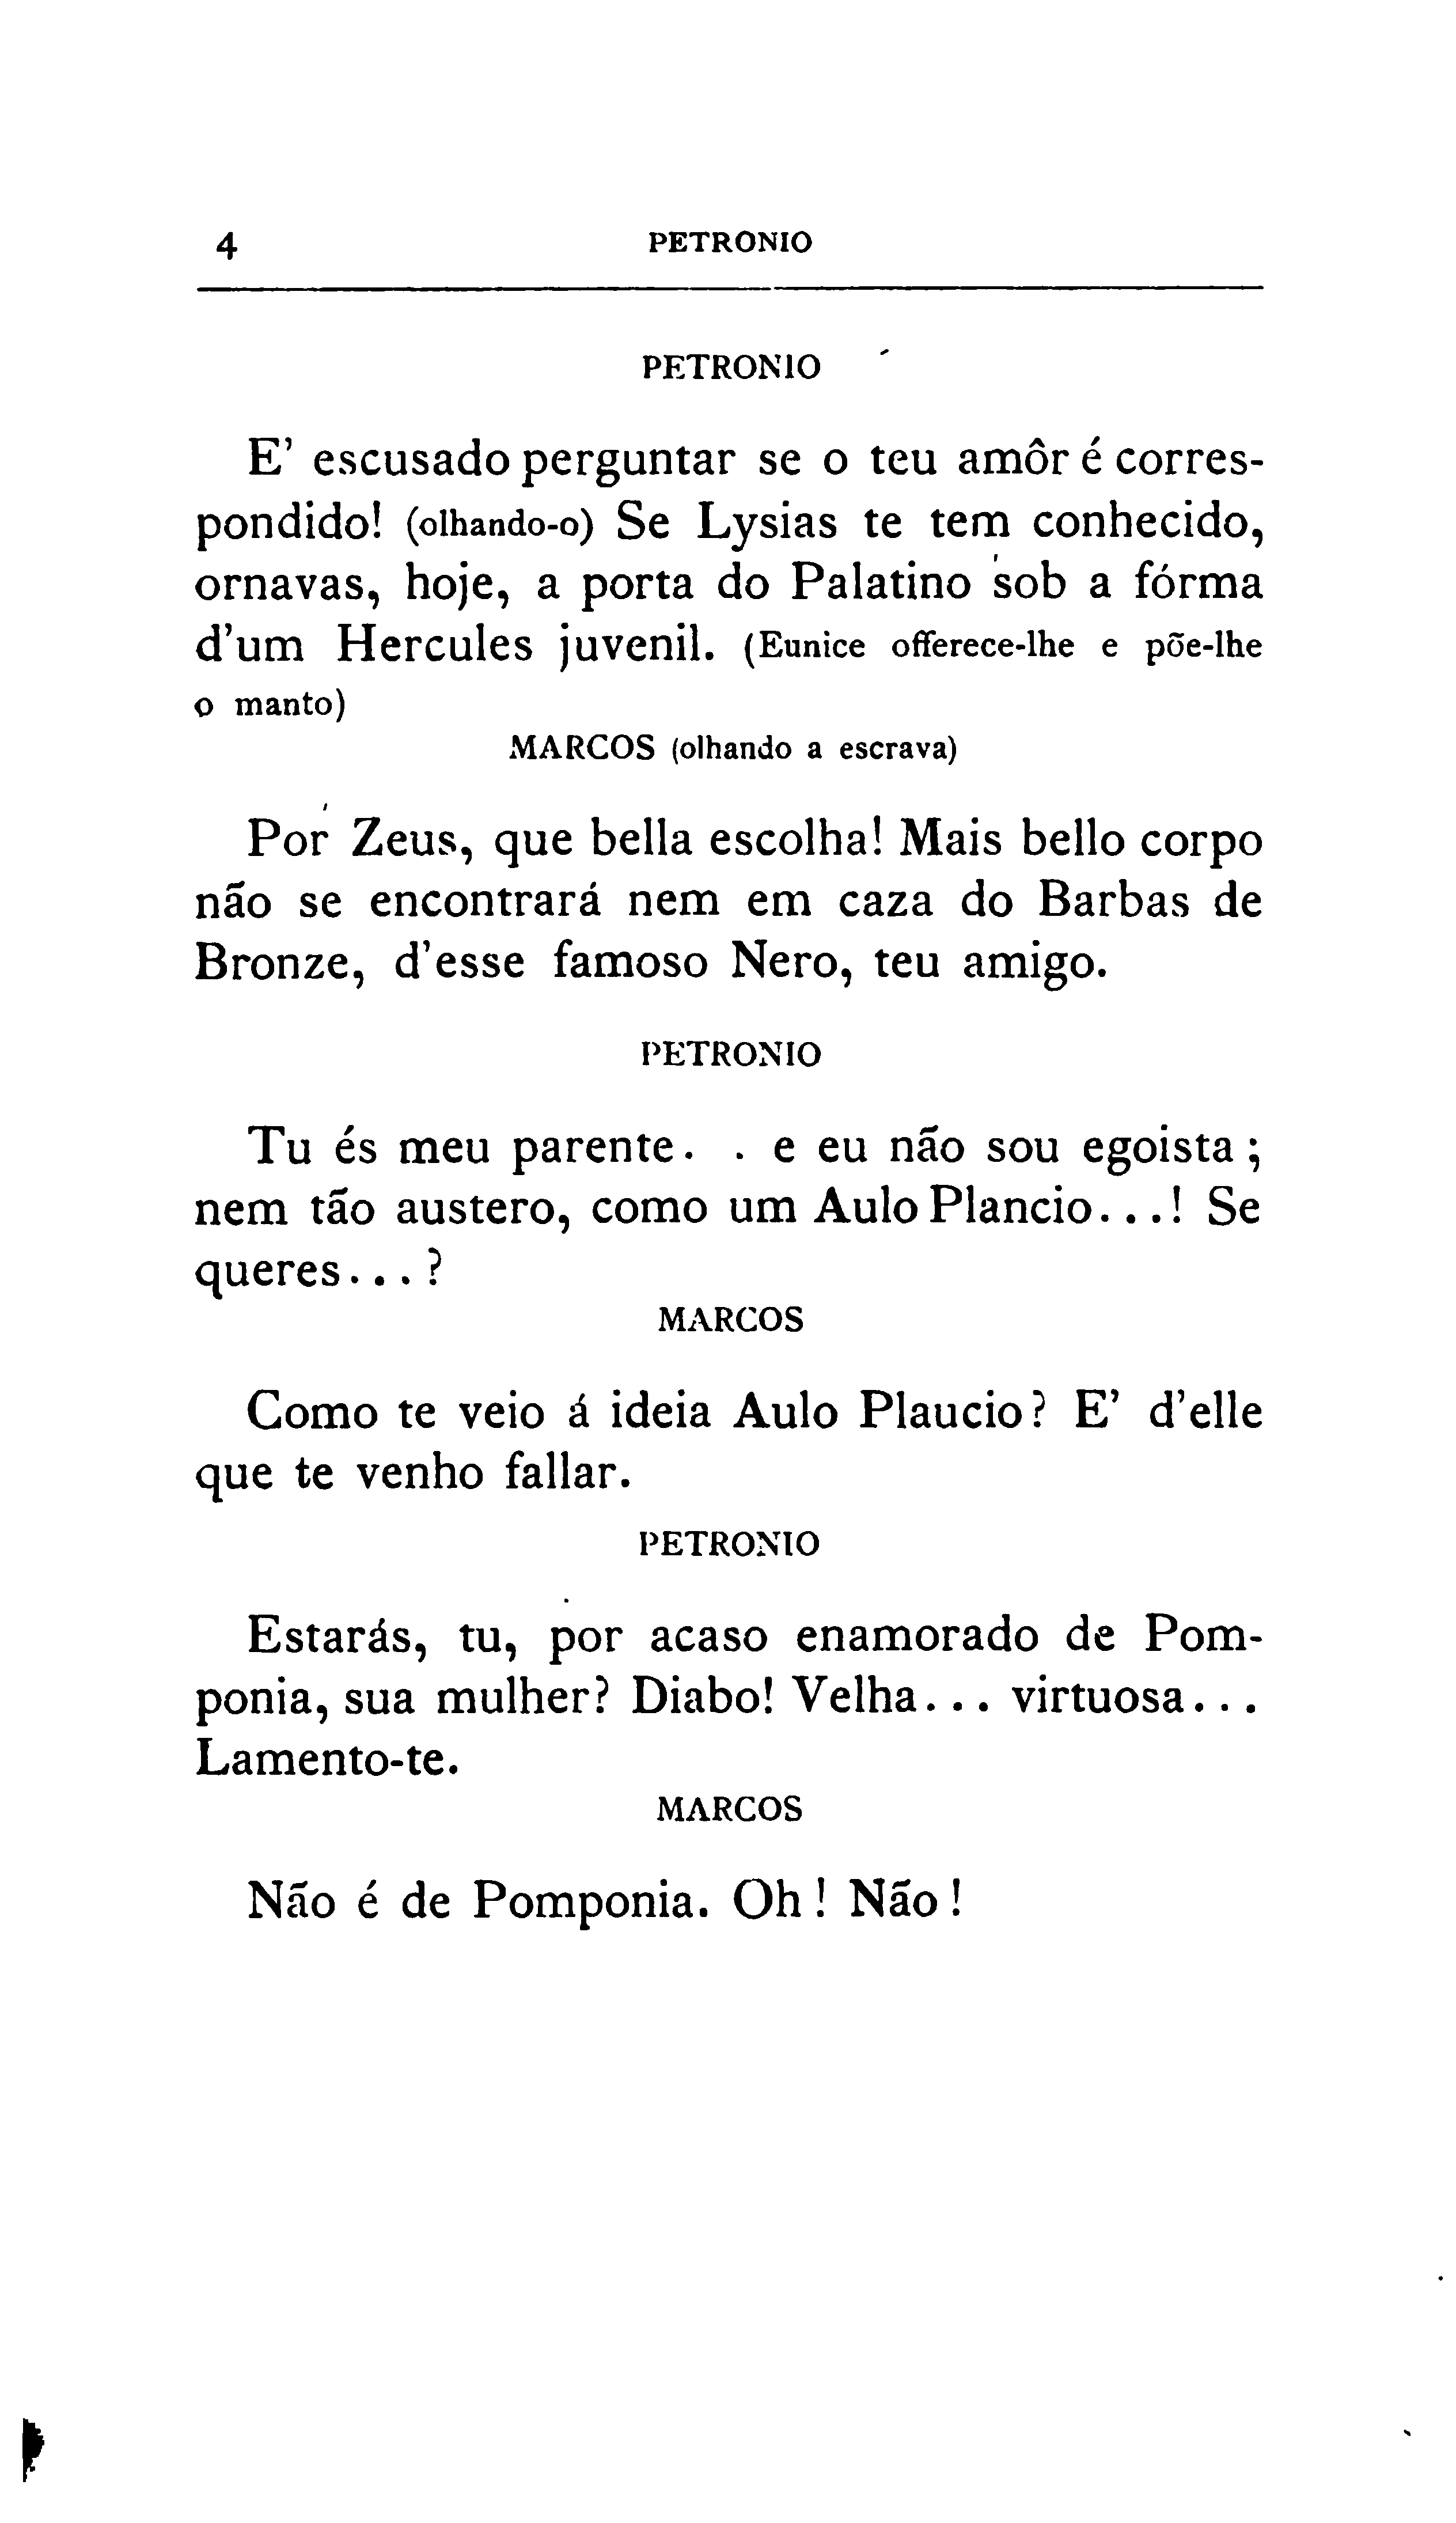 4 PETRONIO
PETRONIO
E’ escusado perguntar se o teu amôr é corres-
pondido! (olhando-o) Se Lysias te tem conhecido,
ornavas, hoje, a porta do Palatino sob a fórma
d’um Hercules juvenil. (Eunice offerece-lhe e põe-lhe
o manto)
MARCOS (olhando a escrava)
Por Zeus, que bella escolha! Mais bello corpo
não se encontrará nem em caza do Barbas de
Bronze, d’esse famoso Nero, teu amigo.
PETRONIO
Tu és meu parente. . e eu não sou egoista ;
nem tão austero, como um Aulo Plancio...! Se
queres...?
MARCOS
Como te veio á ideia Aulo Plaucio? E’ d’elle
que te venho fallar.
PETRONIO
Estarás, tu, por acaso enamorado de Pom-
ponia, sua mulher? Diabo! Velha... virtuosa...
Lamento-te.
MARCOS
Não é de Pomponia. Oh! Não!